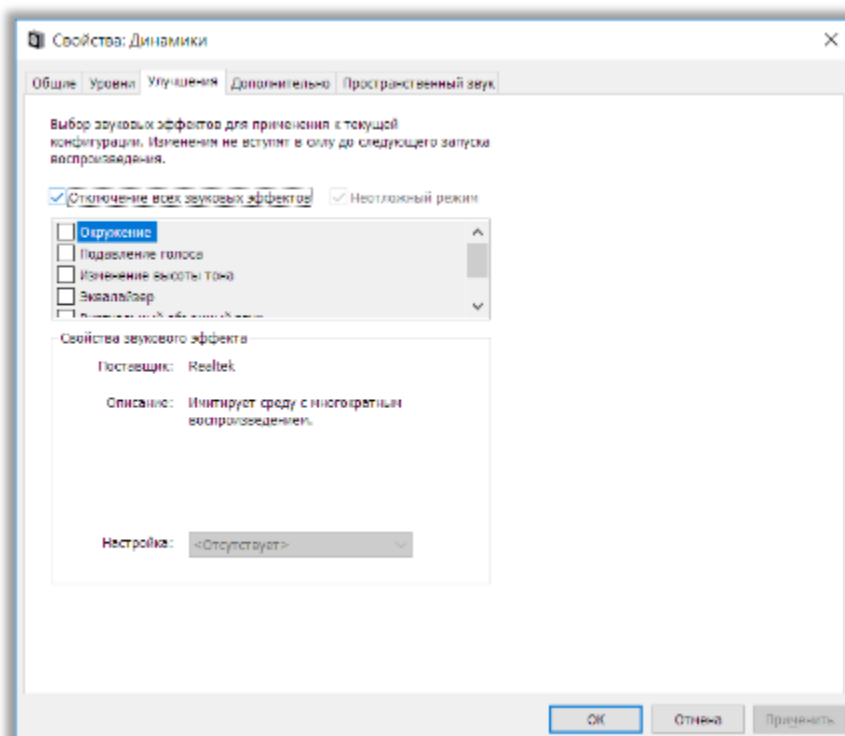 Свойства: Динамики
Общие Уровни Улучшения Дополнительно Пространственный звук
Выбор звуковых эффектов для применения к текущей
конфигурации. Изменения не вступят в силу до следующего запуска
воспроизведения.
Отключение всех звуковых эффектов Неотложный режим
Окружение
Подавление голоса
Изменение высоты тона
Эквалайзер
Свойства звукового эффекта
Поставщик: Realtek
Описание: Имитирует среду с многократным
воспроизведением.
Настройка: <Отсутствует>
ОК Отмена Применить